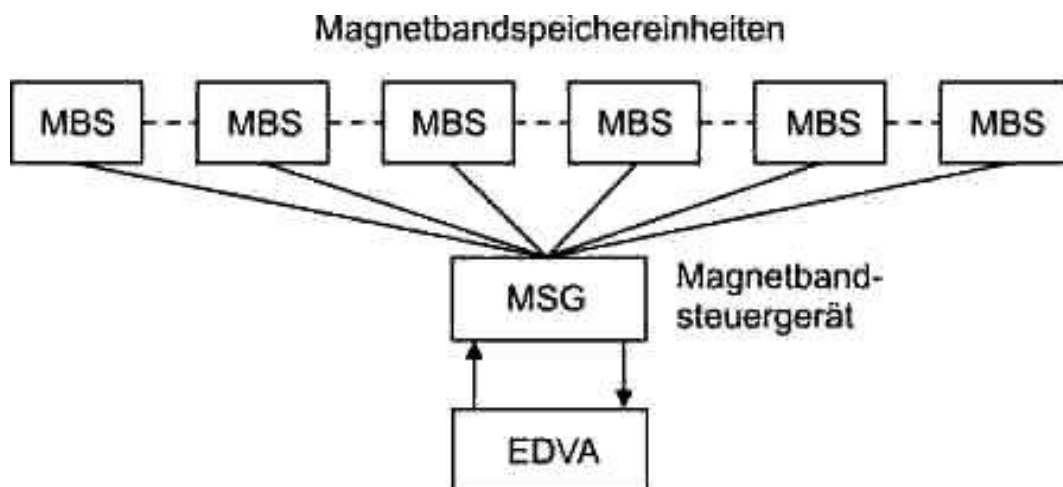 Magnetbandspeichereinheiten
MBS MBS MBS MBS MBS MBS
MSG
Magnetband-
steuergerät
EDVA